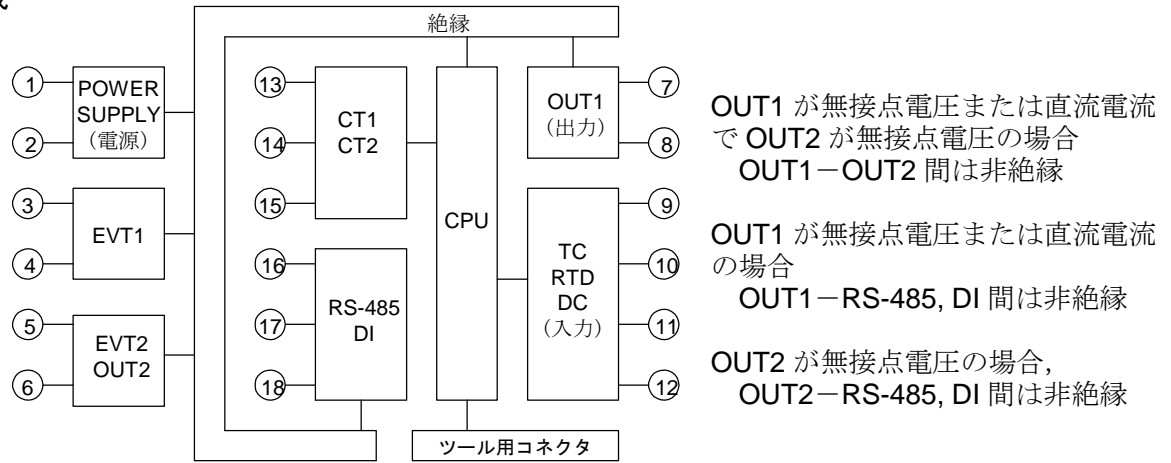 絶縁
1
2
POWER
SUPPLY
（電源）
3
4
EVT1
5
6
EVT2
OUT2
13
14
15
CT1
CT2
16
17
18
RS-485
DI
CPU
OUT1
（出力）
7
8
TC
RTD
DC
（入力）
9
10
11
12
ツール用コネクタ
OUT1 が無接点電圧または直流電流
で OUT2 が無接点電圧の場合
OUT1－OUT2 間は非絶縁
OUT1 が無接点電圧または直流電流
の場合
OUT1－RS-485, DI 間は非絶縁
OUT2 が無接点電圧の場合,
OUT2－RS-485, DI 間は非絶縁